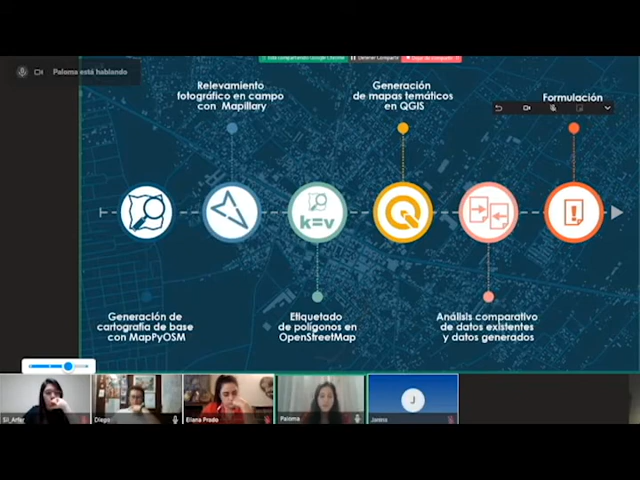 Paloma está hablando
Relevamiento
fotográfico en campo
con Mapillary
Generación
de mapas temáticos
en QGIS
Formulación
k=v
Generación de
cartografía de base
con MapPyOSM
Etiquetado
de polígonos en
OpenStreetMap
Análisis comparativo
de datos existentes
y datos generados
Sil_Arfer
Diego
Eliana Prado
Paloma
J